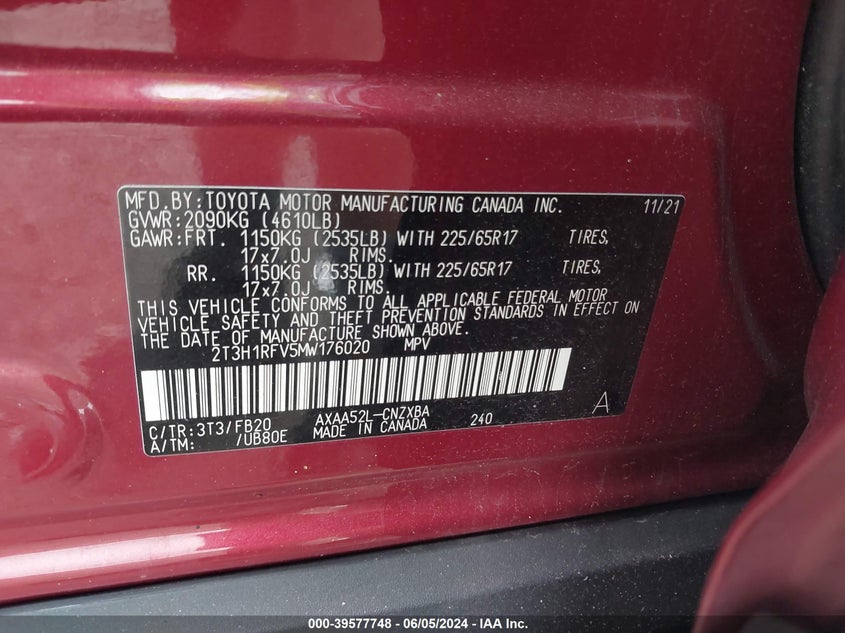 MFD.BY:TOYOTA MOTOR MANUFACTURING CANADA INC. 11/21
GVWR:2090KG (4610LB)
GAWR:FRT. 1150KG (2535LB) WITH 225/65R17 TIRES,
17x7.0J RIMS.
RR. 1150KG (2535LB) WITH 225/65R17 TIRES,
17x7.0J RIMS.
THIS VEHICLE CONFORMS TO ALL APPLICABLE FEDERAL MOTOR
VEHICLE SAFETY AND THEFT PREVENTION STANDARDS IN EFFECT ON
THE DATE OF MANUFACTURE SHOWN ABOVE.
2T3H1RFV5MW176020 MPV
C/TR:3T3/FB20 AXAA52L-CNZXBA 240 A
A/TM: /UB80E MADE IN CANADA
000-39577748 - 06/05/2024 - IAA Inc.